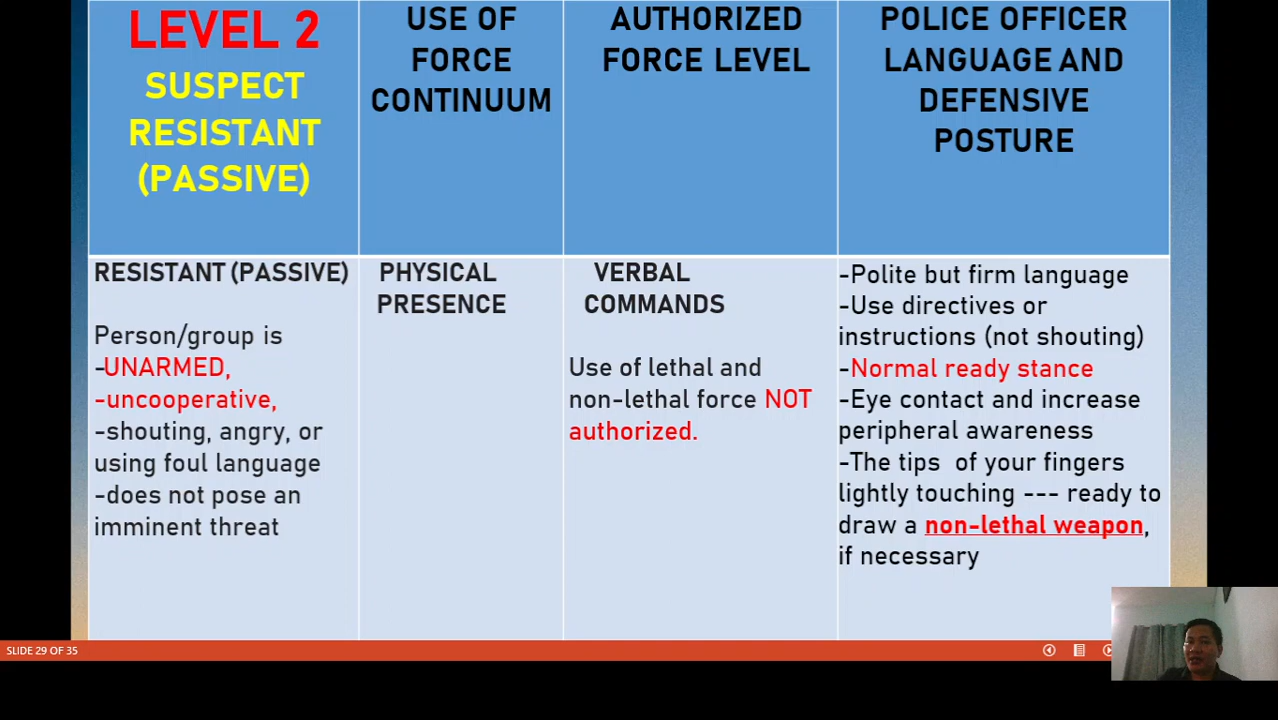 LEVEL 2
SUSPECT
RESISTANT
(PASSIVE)
USE OF
FORCE
CONTINUUM
AUTHORIZED
FORCE LEVEL
POLICE OFFICER
LANGUAGE AND
DEFENSIVE
POSTURE
RESISTANT (PASSIVE)
Person/group is
-UNARMED,
-uncooperative,
-shouting, angry, or
using foul language
-does not pose an
imminent threat
PHYSICAL
PRESENCE
VERBAL
COMMANDS
Use of lethal and
non-lethal force NOT
authorized.
-Polite but firm language
-Use directives or
instructions (not shouting)
-Normal ready stance
-Eye contact and increase
peripheral awareness
-The tips of your fingers
lightly touching --- ready to
draw a non-lethal weapon,
if necessary
SLIDE 29 OF 35